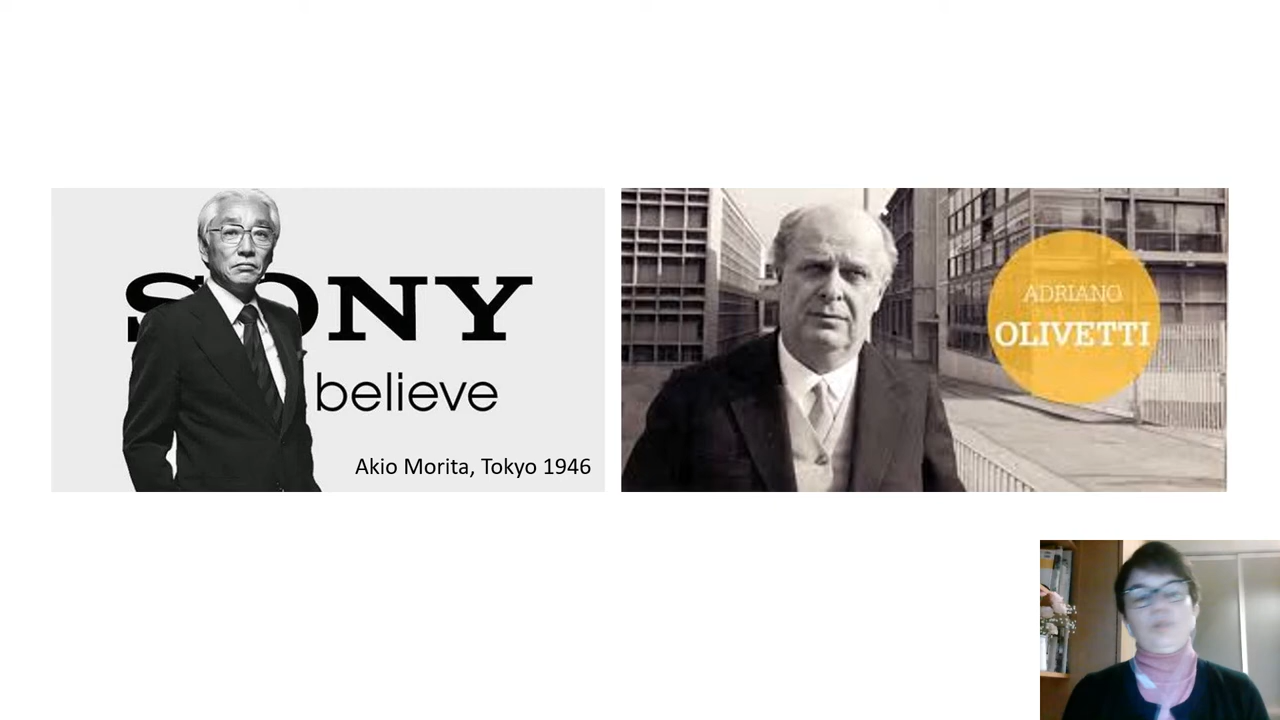 SONY
believe
Akio Morita, Tokyo 1946
ADRIANO
OLIVETTI